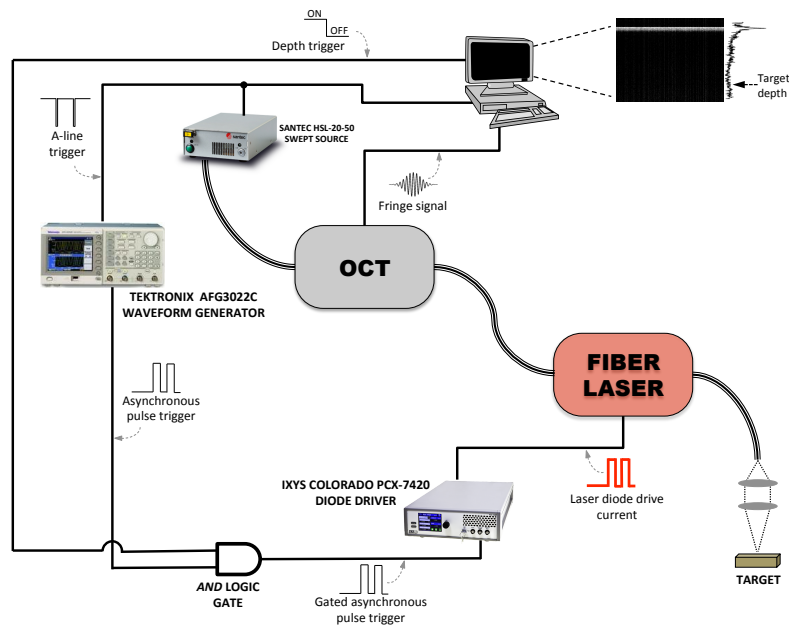 ON
OFF
Depth trigger
Target
depth
A-line
trigger
SANTEC HSL-20-50
SWEPT SOURCE
SANTEC
Fringe signal
Tektronix
OCT
TEKTRONIX AFG3022C
WAVEFORM GENERATOR
FIBER
LASER
Asynchronous
pulse trigger
IXYS COLORADO PCX-7420
DIODE DRIVER
Laser diode drive
current
AND LOGIC
GATE
Gated asynchronous
pulse trigger
TARGET